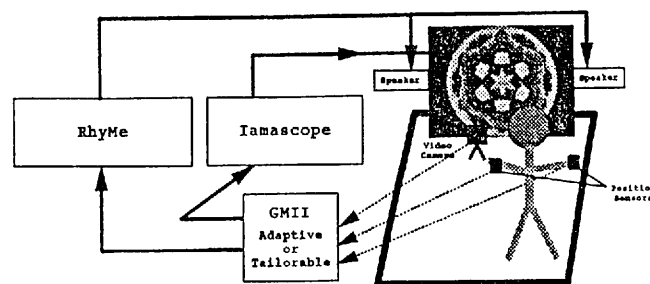 Speaker
Speaker
RhyMe
Iamascope
Video
Camera
GMII
Adaptive
or
Tailorable
Position
Sensors